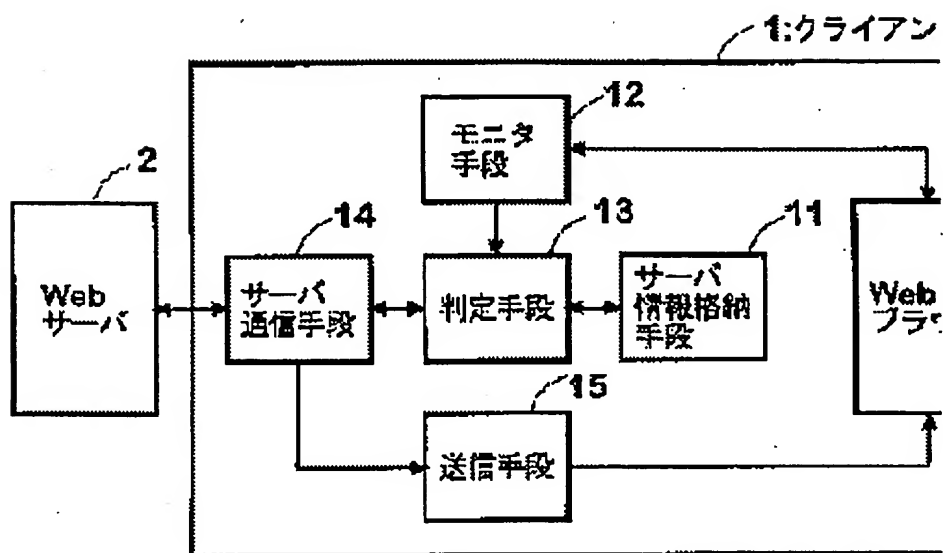 1:クライアン
12
モニタ
手段
2
14
13
11
Web
サーバ
サーバ
通信手段
判定手段
サーバ
情報格納
手段
Web
ブラ
15
送信手段